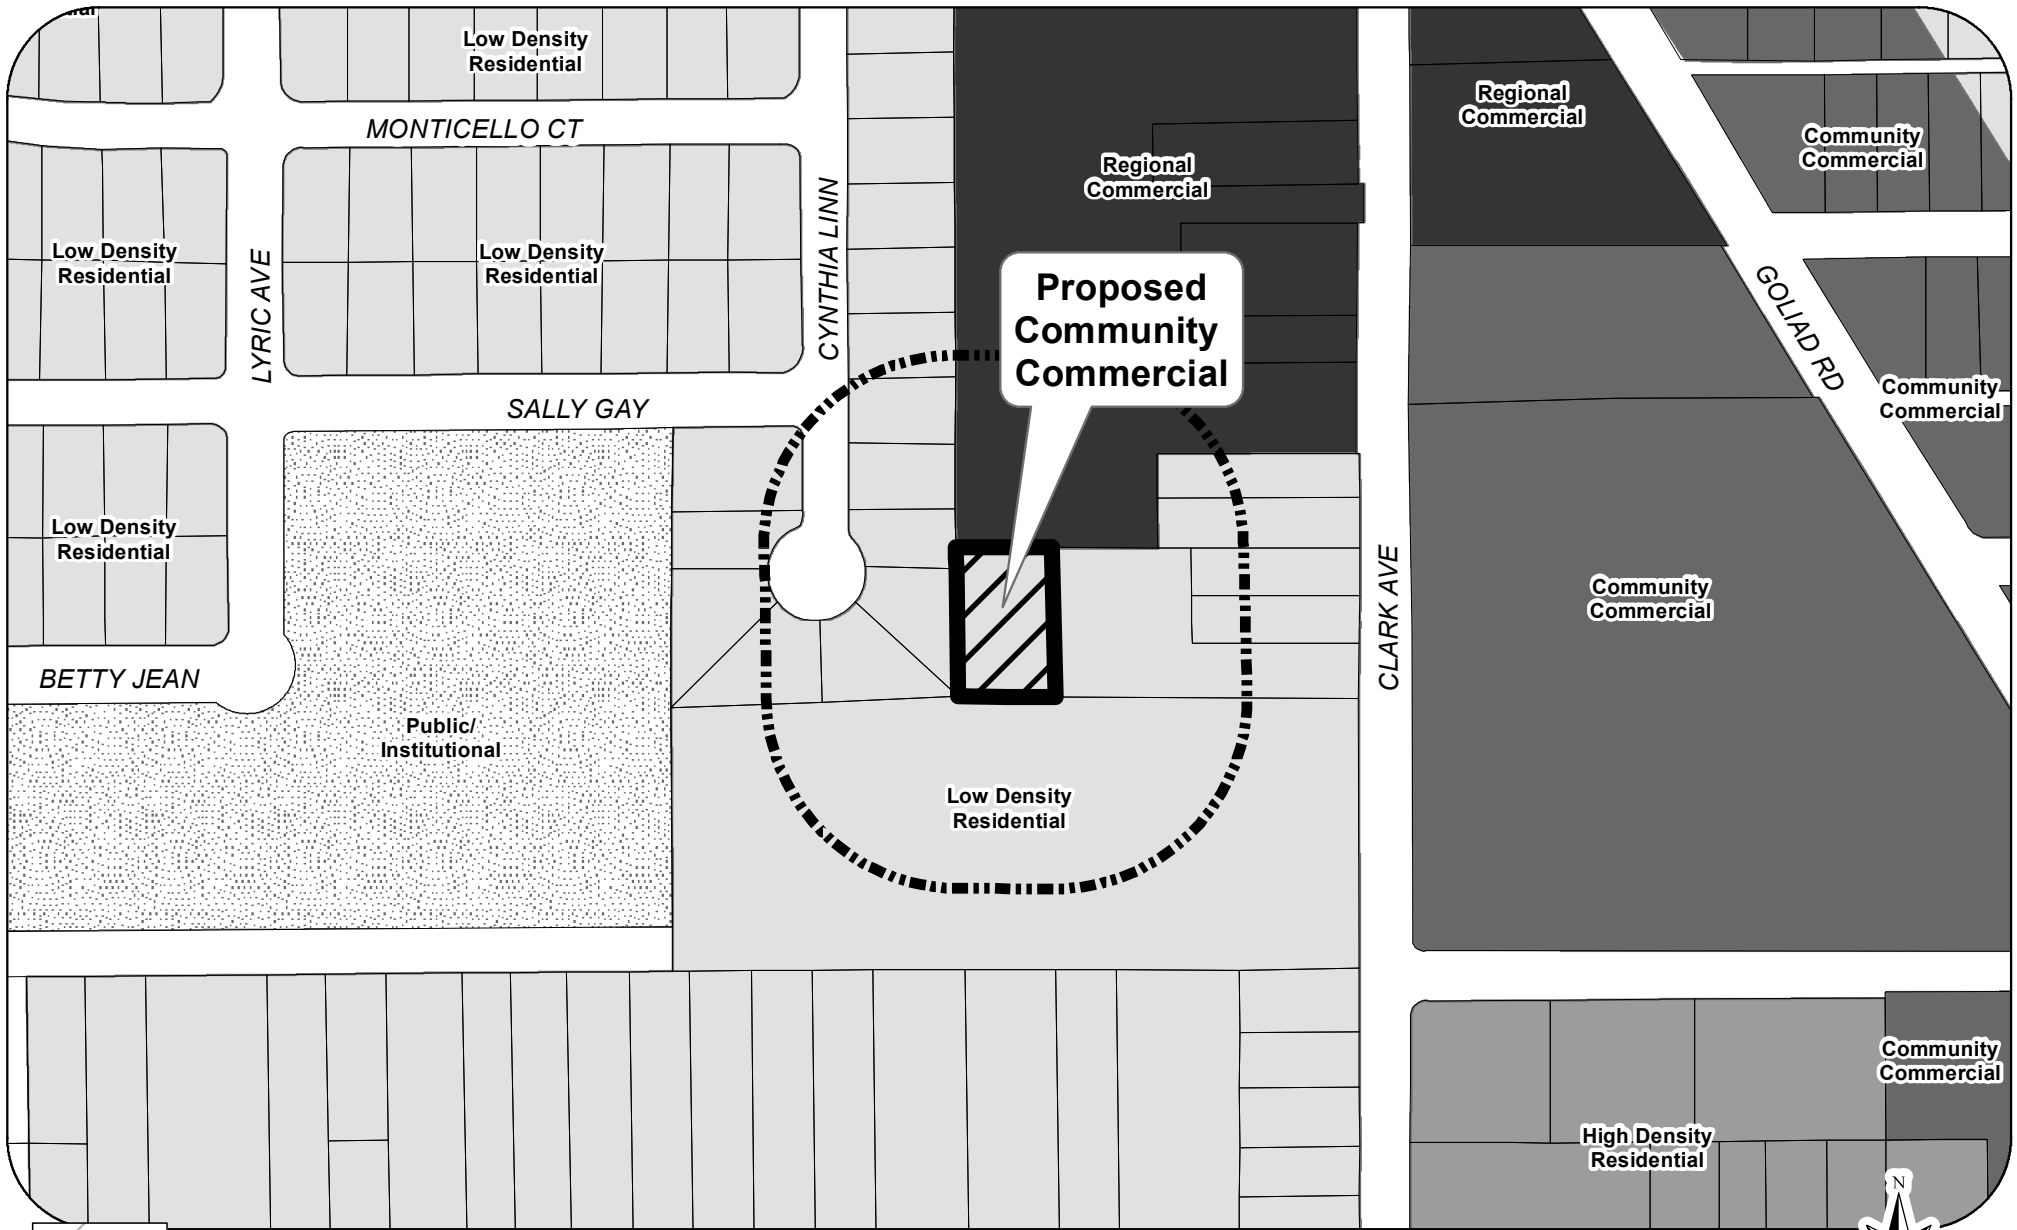 Low Density
Residential
MONTICELLO CT
Regional
Commercial
Regional
Commercial
Community
Commercial
Low Density
Residential
LYRIC AVE
Low Density
Residential
CYNTHIA LINN
Proposed
Community
Commercial
GOLIAD RD
Community
Commercial
SALLY GAY
Low Density
Residential
CLARK AVE
Community
Commercial
BETTY JEAN
Public/
Institutional
Low Density
Residential
Community
Commercial
High Density
Residential
N